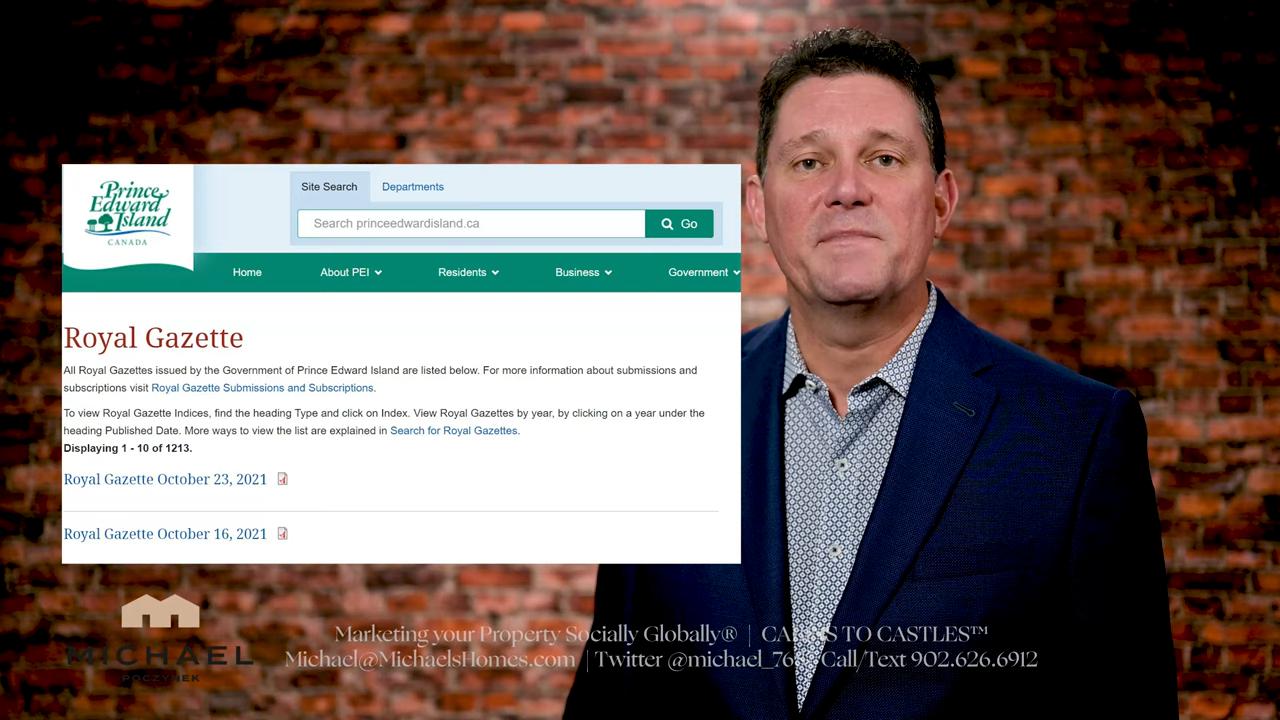 Prince
Edward
Island
CANADA
Site Search
Departments
Search princeedwardisland.ca
Go
Home
About PEI
Residents
Business
Government
Royal Gazette
All Royal Gazettes issued by the Government of Prince Edward Island are listed below. For more information about submissions and
subscriptions visit Royal Gazette Submissions and Subscriptions.
To view Royal Gazette Indices, find the heading Type and click on Index. View Royal Gazettes by year, by clicking on a year under the
heading Published Date. More ways to view the list are explained in Search for Royal Gazettes.
Displaying 1 - 10 of 1213.
Royal Gazette October 23, 2021
Royal Gazette October 16, 2021
MICHAEL
POCZYNEK
Marketing your Property Socially Globally® | TO CASTLES™
Michael@MichaelsHomes.com | Twitter Call/Text 902.626.6912